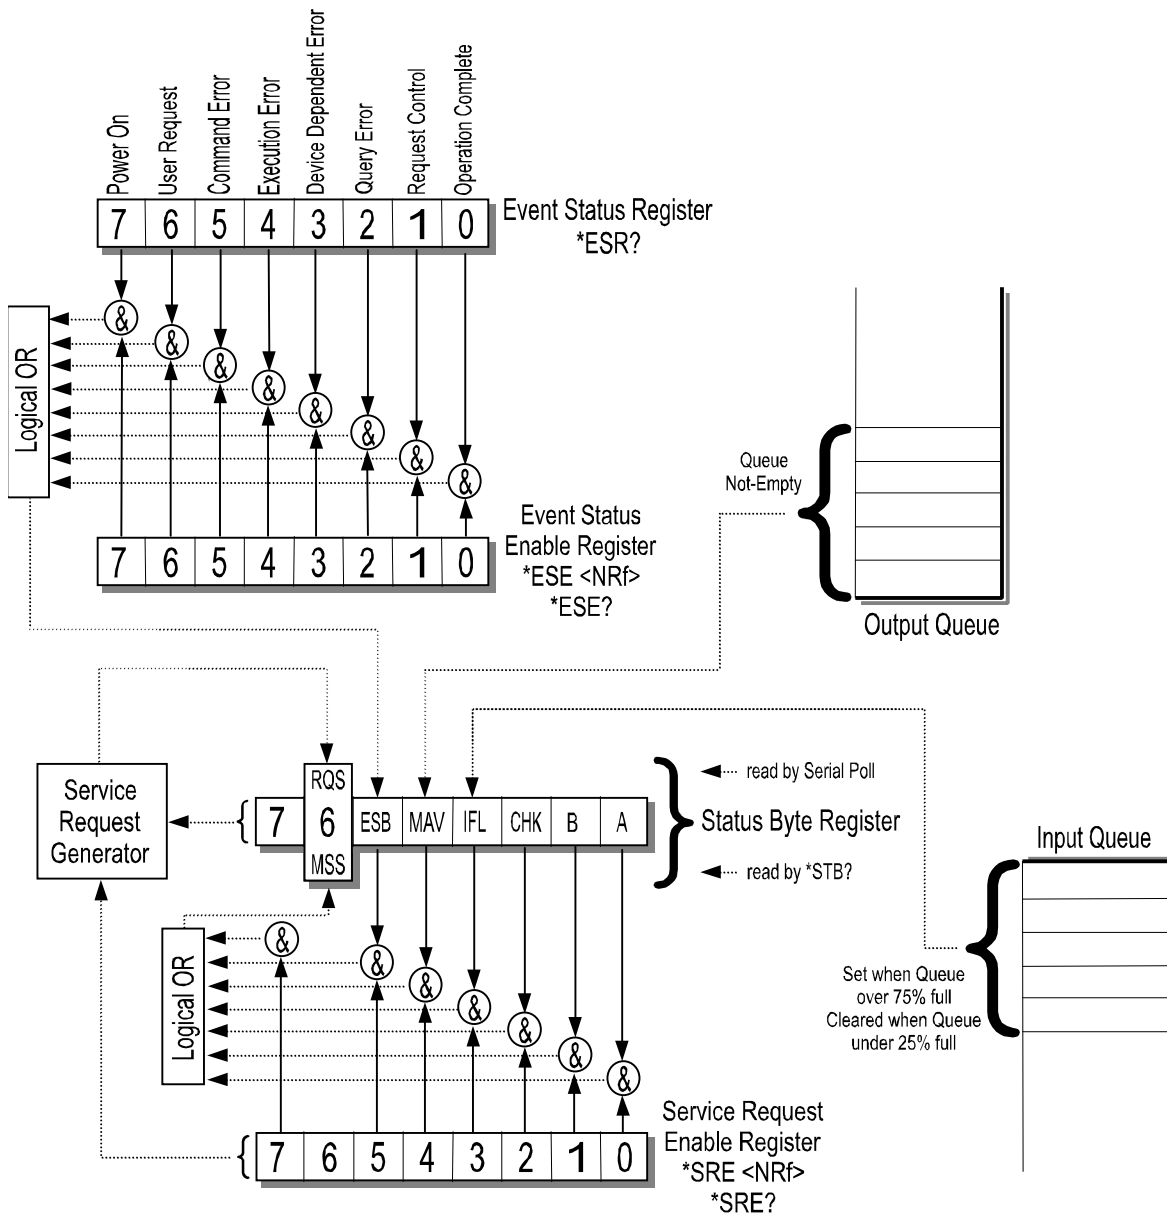 Power On
User Request
Command Error
Execution Error
Device Dependent Error
Query Error
Request Control
Operation Complete
7 6 5 4 3 2 1 0
Event Status Register
*ESR?
Logical OR
& & & & & & & &
Event Status
Enable Register
*ESE <NRf>
*ESE?
7 6 5 4 3 2 1 0
Queue
Not-Empty
Output Queue
Service
Request
Generator
RQS
7 6 ESB MAV IFL CHK B A
MSS
read by Serial Poll
Status Byte Register
read by *STB?
Input Queue
Set when Queue
over 75% full
Cleared when Queue
under 25% full
Logical OR
& & & & & & &
Service Request
Enable Register
*SRE <NRf>
*SRE?
7 6 5 4 3 2 1 0